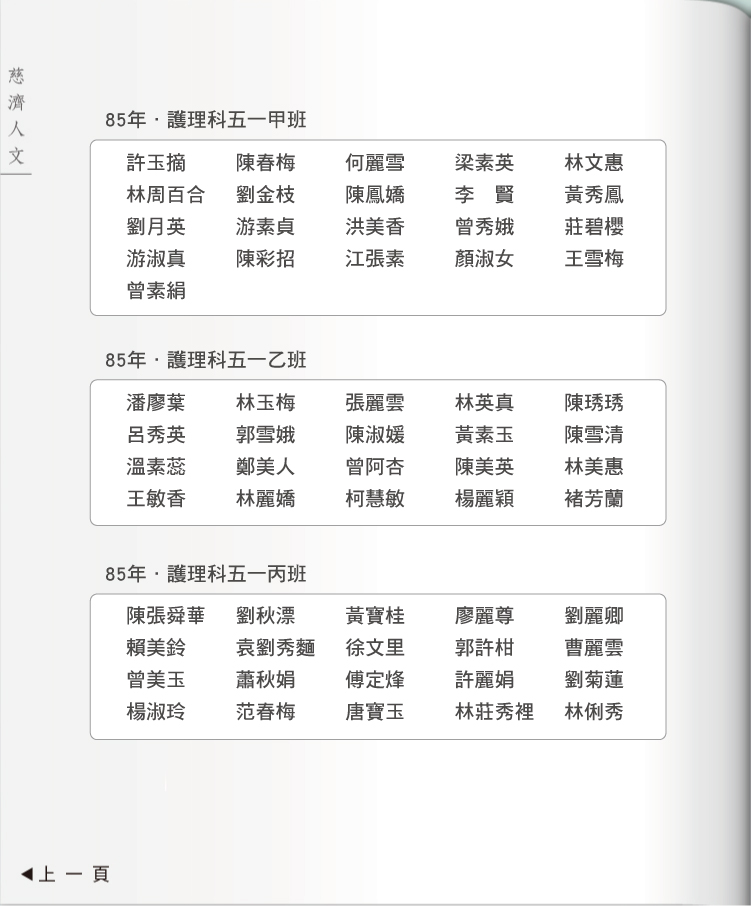 慈濟人文
85年．護理科五一甲班
許玉摘 陳春梅 何麗雪 梁素英 林文惠
林周百合 劉金枝 陳鳳嬌 李　賢 黃秀鳳
劉月英 游素貞 洪美香 曾秀娥 莊碧櫻
游淑真 陳彩招 江張素 顏淑女 王雪梅
曾素絹
85年．護理科五一乙班
潘廖葉 林玉梅 張麗雲 林英真 陳琇琇
呂秀英 郭雪娥 陳淑媛 黃素玉 陳雪清
溫素蕊 鄭美人 曾阿杏 陳美英 林美惠
王敏香 林麗嬌 柯慧敏 楊麗穎 褚芳蘭
85年．護理科五一丙班
陳張舜華 劉秋漂 黃寶桂 廖麗尊 劉麗卿
賴美鈴 袁劉秀麵 徐文里 郭許柑 曹麗雲
曾美玉 蕭秋娟 傅定烽 許麗娟 劉菊蓮
楊淑玲 范春梅 唐寶玉 林莊秀裡 林俐秀
◀上一頁